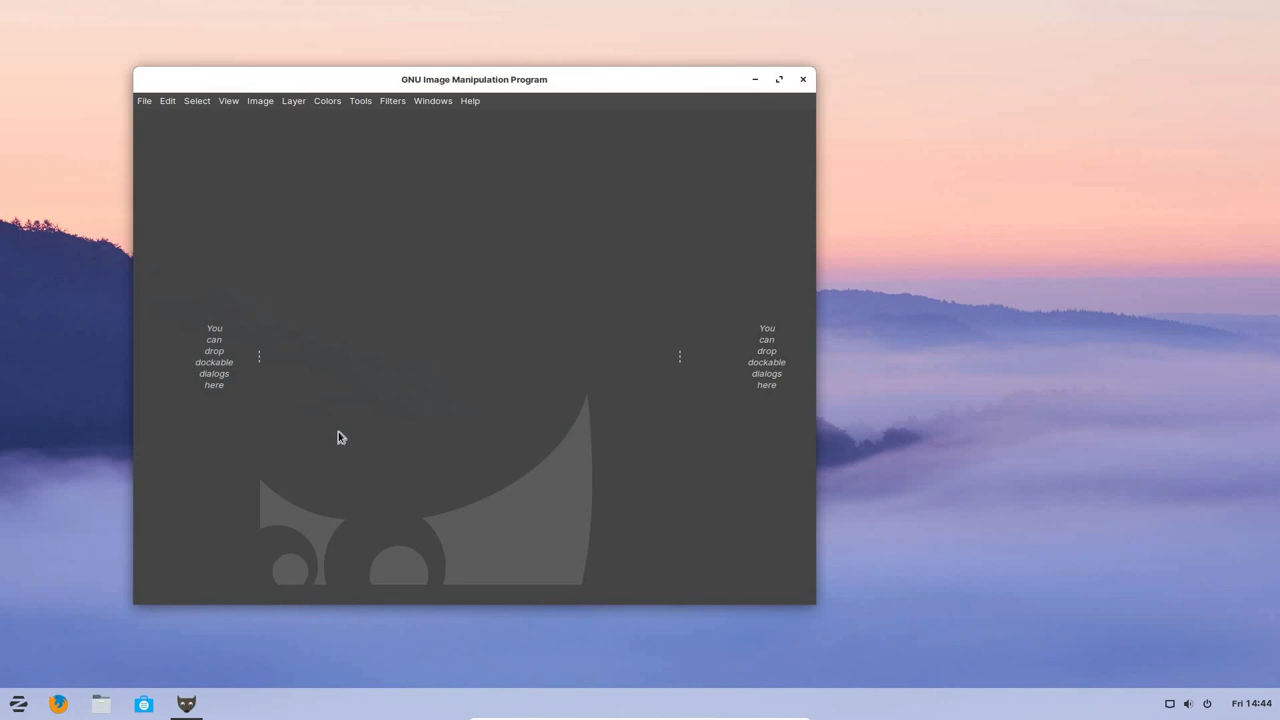 GNU Image Manipulation Program
File Edit Select View Image Layer Colors Tools Filters Windows Help
You
can
drop
dockable
dialogs
here
You
can
drop
dockable
dialogs
here
Fri 14:44